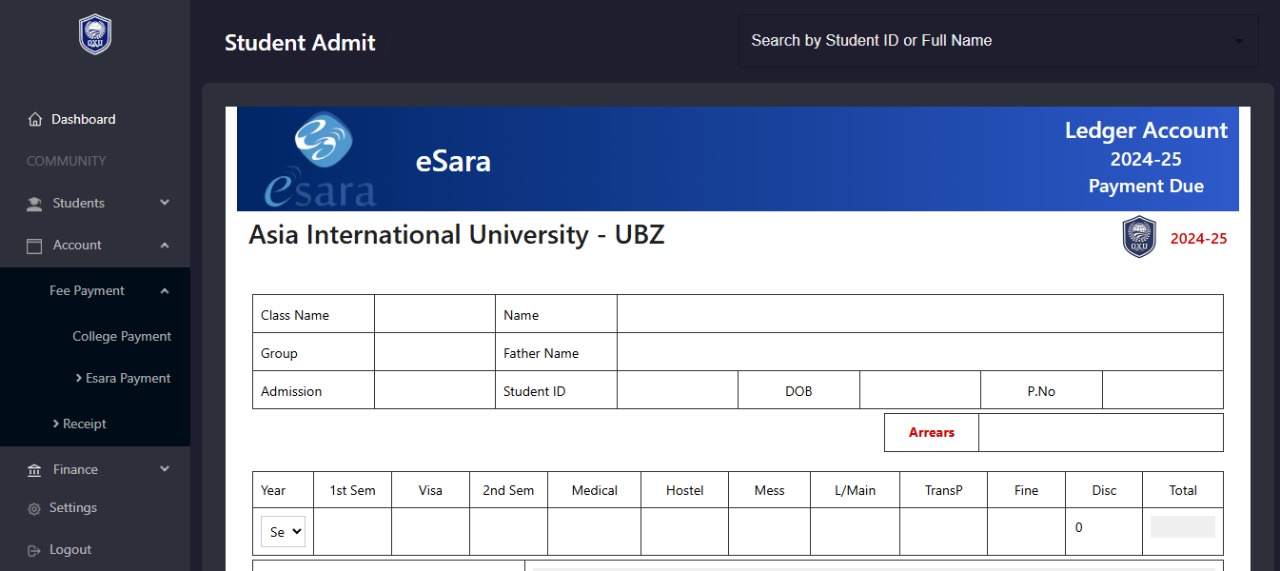 QXU
Student Admit
Search by Student ID or Full Name
Dashboard
COMMUNITY
Students
Account
Fee Payment
College Payment
Esara Payment
Receipt
Finance
Settings
Logout
esara
eSara
Ledger Account
2024-25
Payment Due
Asia International University - UBZ
QXU
2024-25
Class Name Name
Group Father Name
Admission Student ID DOB P.No
Arrears
Year 1st Sem Visa 2nd Sem Medical Hostel Mess L/Main TransP Fine Disc Total
Se 0